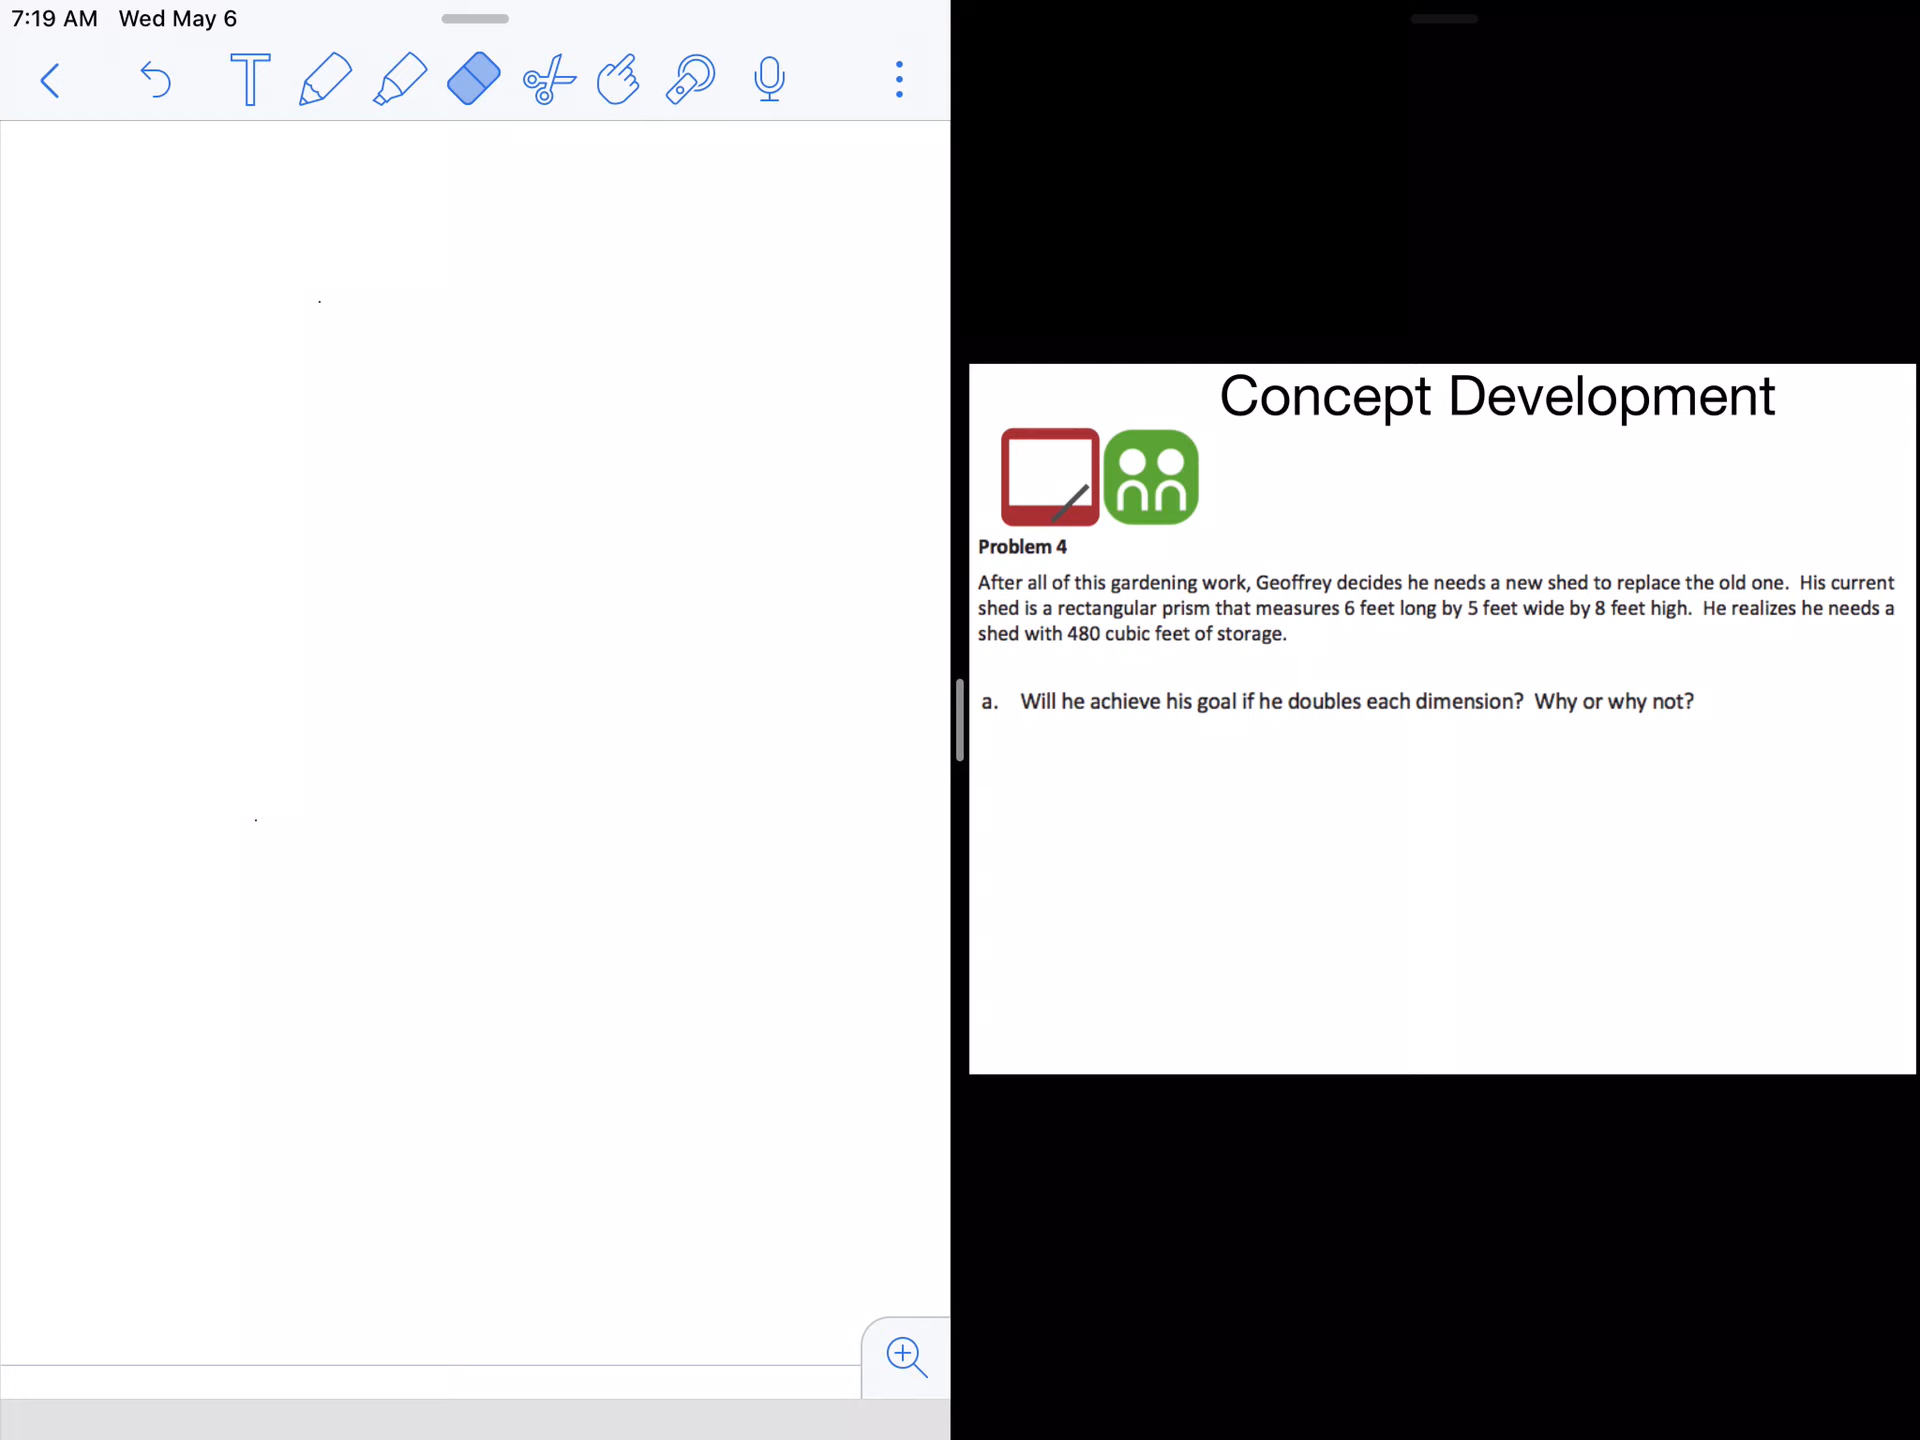 7:19 AM Wed May 6
T
Concept Development
Problem 4
After all of this gardening work, Geoffrey decides he needs a new shed to replace the old one. His current
shed is a rectangular prism that measures 6 feet long by 5 feet wide by 8 feet high. He realizes he needs a
shed with 480 cubic feet of storage.
a. Will he achieve his goal if he doubles each dimension? Why or why not?